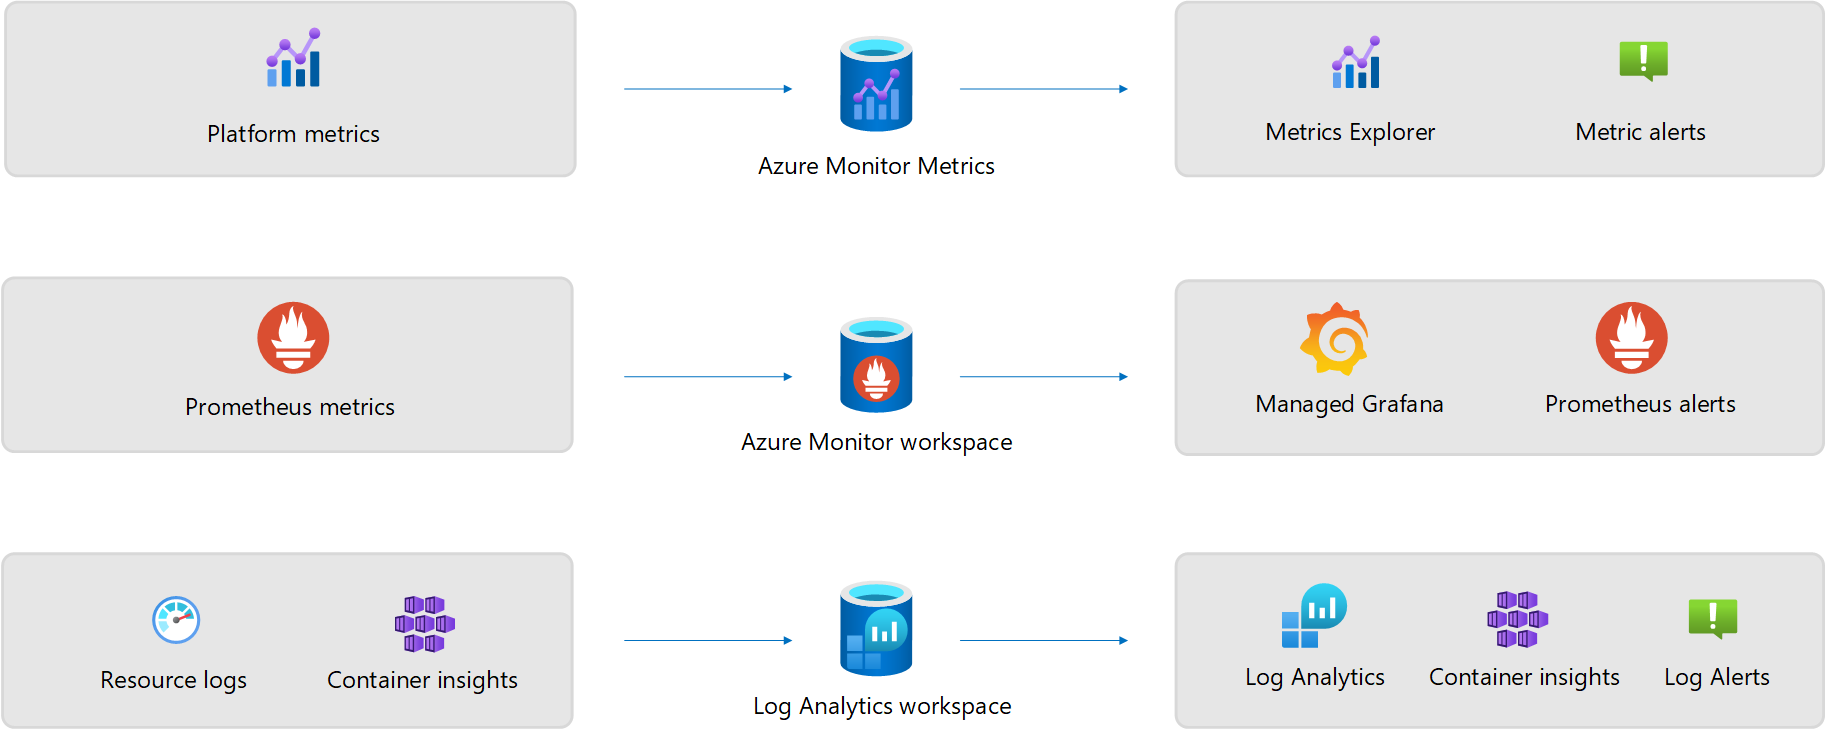 Platform metrics
Azure Monitor Metrics
Metrics Explorer
Metric alerts
Prometheus metrics
Azure Monitor workspace
Managed Grafana
Prometheus alerts
Resource logs
Container insights
Log Analytics workspace
Log Analytics
Container insights
Log Alerts